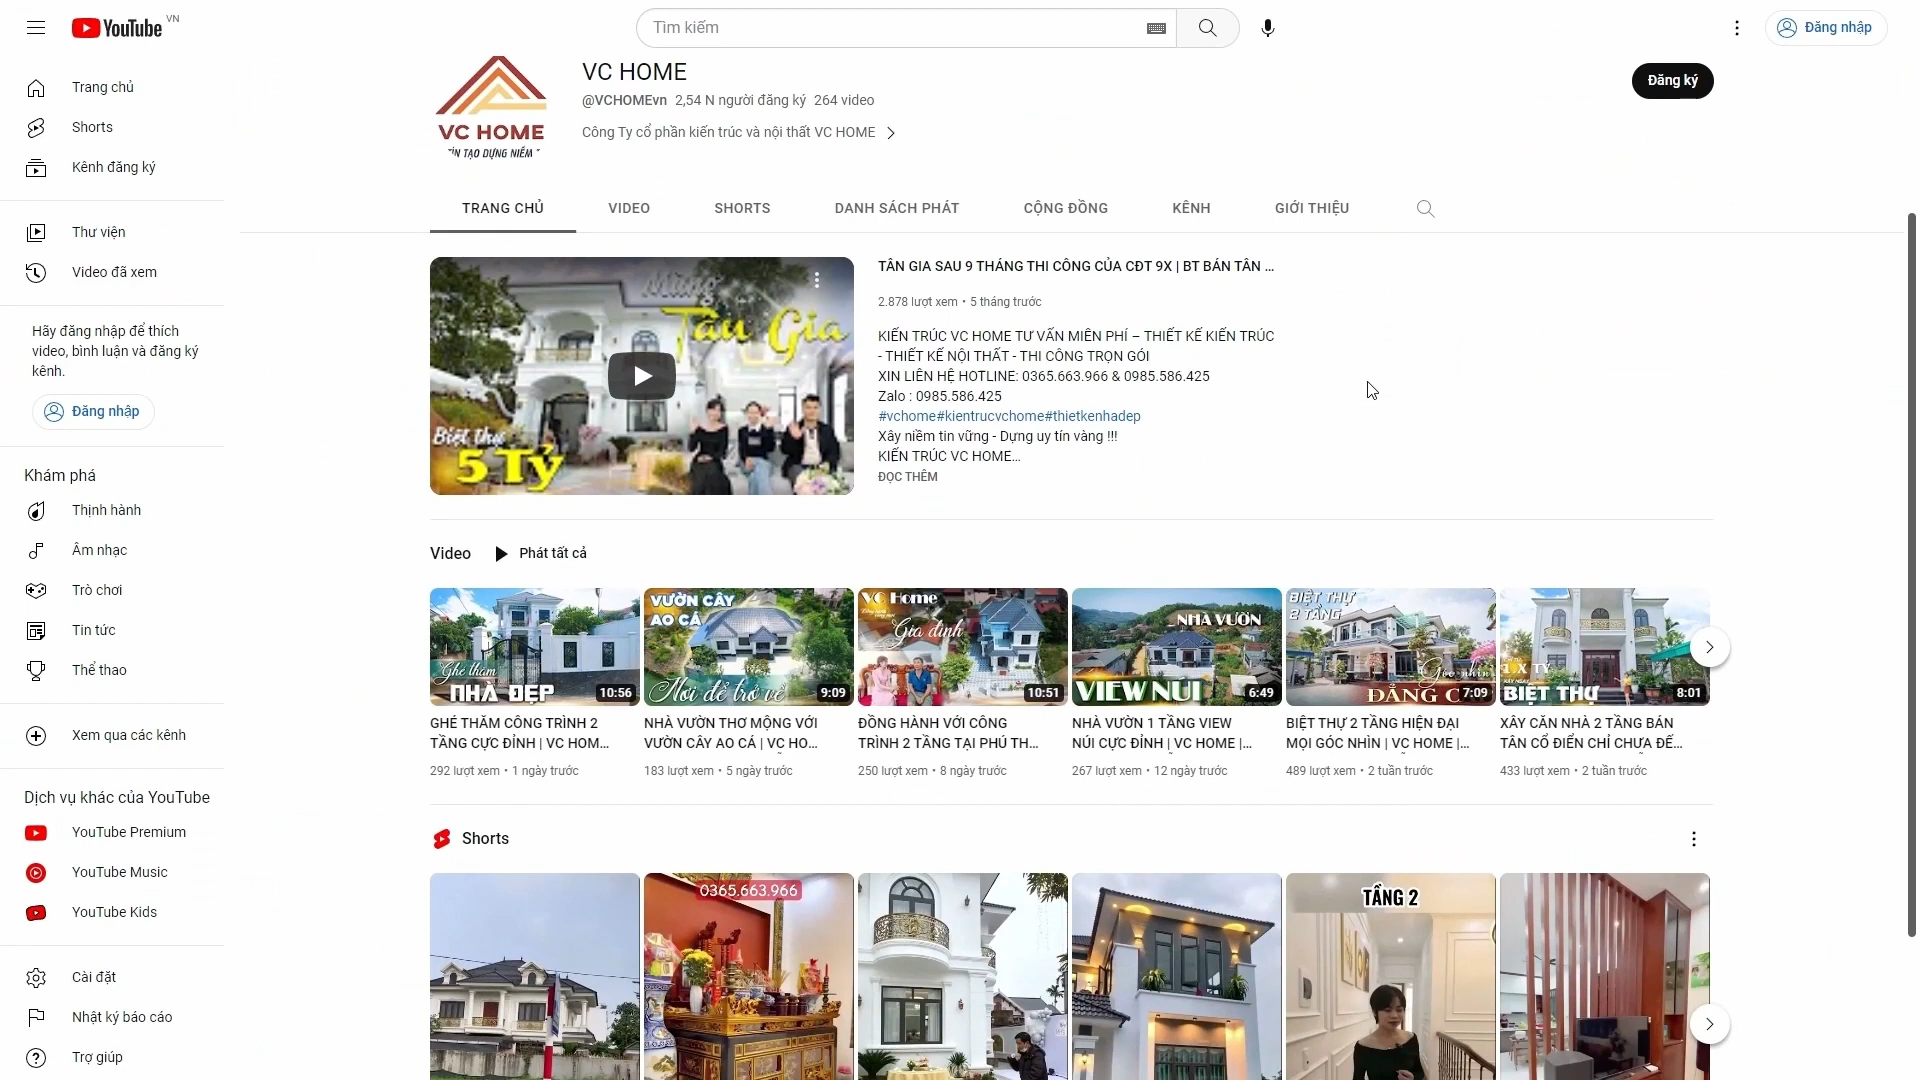 YouTube VN
Tìm kiếm
Đăng nhập
Trang chủ
Shorts
Kênh đăng ký
Thư viện
Video đã xem
Hãy đăng nhập để thích
video, bình luận và đăng ký
kênh.
Đăng nhập
Khám phá
Thịnh hành
Âm nhạc
Trò chơi
Tin tức
Thể thao
Xem qua các kênh
Dịch vụ khác của YouTube
YouTube Premium
YouTube Music
YouTube Kids
Cài đặt
Nhật ký báo cáo
Trợ giúp
VC HOME
VC HOME
@VCHOMEvn 2,54 N người đăng ký 264 video
Công Ty cổ phần kiến trúc và nội thất VC HOME
Đăng ký
TRANG CHỦ
VIDEO
SHORTS
DANH SÁCH PHÁT
CỘNG ĐỒNG
KÊNH
GIỚI THIỆU
Mừng
Tân Gia
Biệt thự
5 Tỷ
TÂN GIA SAU 9 THÁNG THI CÔNG CỦA CĐT 9X | BT BÁN TÂN ...
2.878 lượt xem • 5 tháng trước
KIẾN TRÚC VC HOME TƯ VẤN MIỄN PHÍ – THIẾT KẾ KIẾN TRÚC
- THIẾT KẾ NỘI THẤT - THI CÔNG TRỌN GÓI
XIN LIÊN HỆ HOTLINE: 0365.663.966 & 0985.586.425
Zalo : 0985.586.425
#vchome#kientrucvchome#thietkenhadep
Xây niềm tin vững - Dựng uy tín vàng !!!
KIẾN TRÚC VC HOME...
ĐỌC THÊM
Video
Phát tất cả
Ghé thăm
NHÀ ĐẸP
10:56
GHÉ THĂM CÔNG TRÌNH 2
TẦNG CỰC ĐỈNH | VC HOM...
292 lượt xem • 1 ngày trước
VƯỜN CÂY
AO CÁ
Nơi để trở về
9:09
NHÀ VƯỜN THƠ MỘNG VỚI
VƯỜN CÂY AO CÁ | VC HO...
183 lượt xem • 5 ngày trước
VC Home
Gia đình
10:51
ĐỒNG HÀNH VỚI CÔNG
TRÌNH 2 TẦNG TẠI PHÚ TH...
250 lượt xem • 8 ngày trước
NHÀ VƯỜN
VIEW NÚI
6:49
NHÀ VƯỜN 1 TẦNG VIEW
NÚI CỰC ĐỈNH | VC HOME |...
267 lượt xem • 12 ngày trước
BIỆT THỰ
2 TẦNG
Góc nhìn
ĐẲNG C
7:09
BIỆT THỰ 2 TẦNG HIỆN ĐẠI
MỌI GÓC NHÌN | VC HOME |...
489 lượt xem • 2 tuần trước
1,X TỶ
BIỆT THỰ
8:01
XÂY CĂN NHÀ 2 TẦNG BÁN
TÂN CỔ ĐIỂN CHỈ CHƯA ĐẾ...
433 lượt xem • 2 tuần trước
Shorts
0365.663.966
TẦNG 2